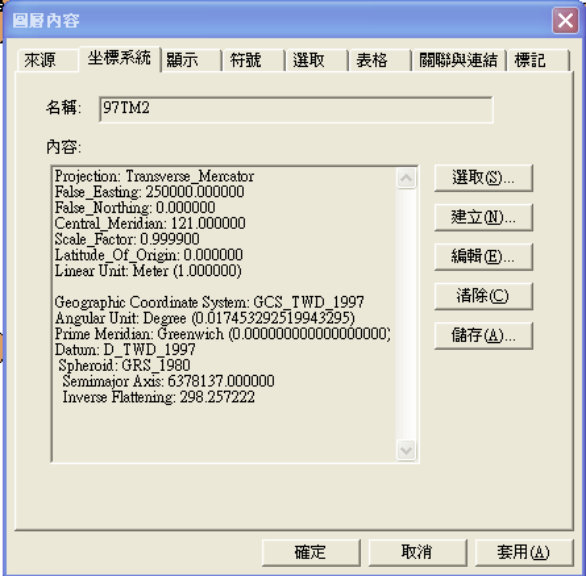 圖層內容
來源 坐標系統 顯示 符號 選取 表格 關聯與連結 標記
名稱: 97TM2
內容:
Projection: Transverse_Mercator
False_Easting: 250000.000000
False_Northing: 0.000000
Central_Meridian: 121.000000
Scale_Factor: 0.999900
Latitude_Of_Origin: 0.000000
Linear Unit: Meter (1.000000)
Geographic Coordinate System: GCS_TWD_1997
Angular Unit: Degree (0.017453292519943295)
Prime Meridian: Greenwich (0.000000000000000000)
Datum: D_TWD_1997
Spheroid: GRS_1980
Semimajor Axis: 6378137.000000
Inverse Flattening: 298.257222
選取(S)...
建立(N)...
編輯(E)...
清除(C)
儲存(A)...
確定 取消 套用(A)